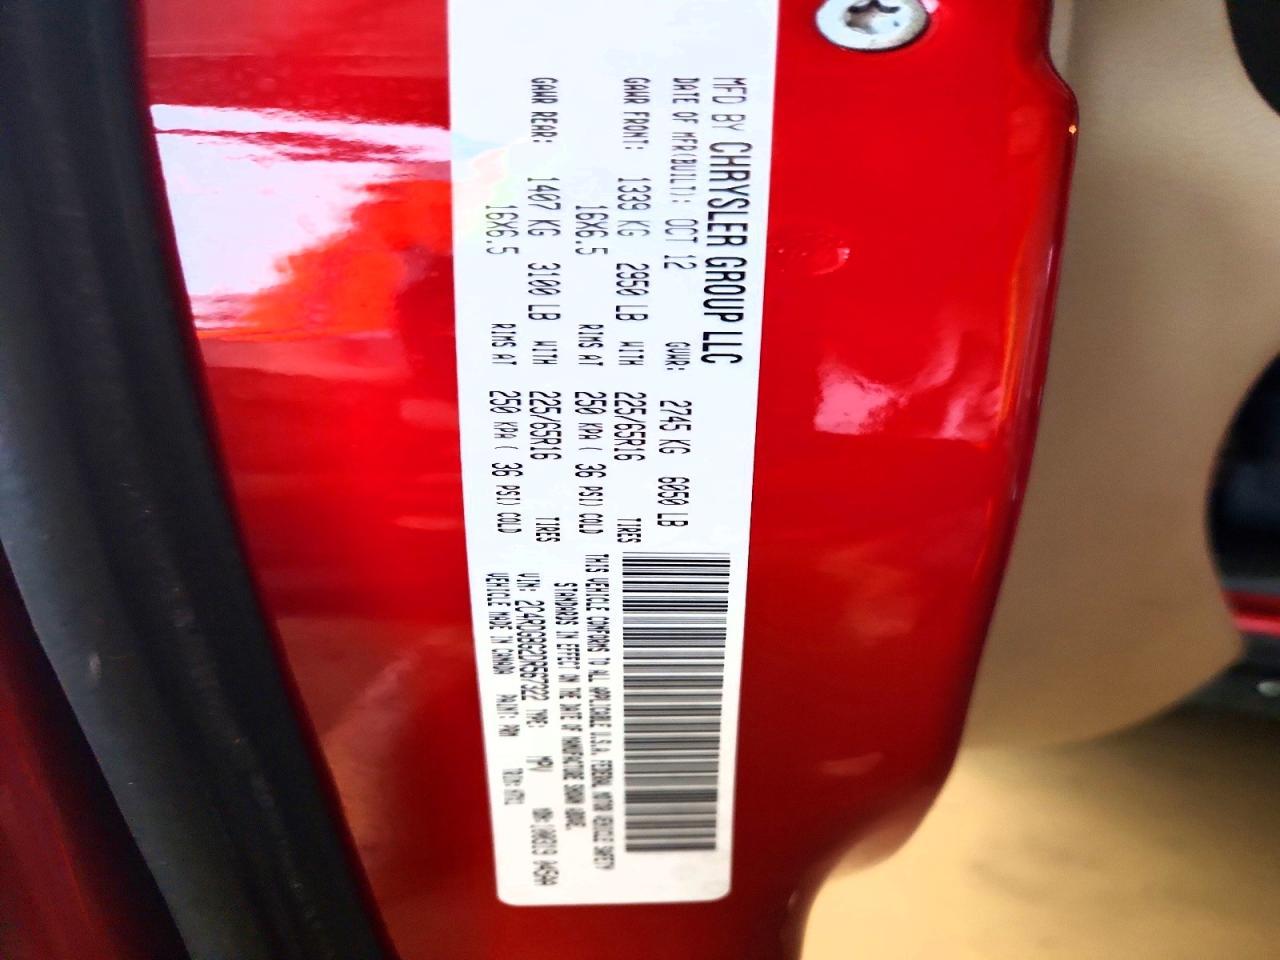 MFD BY CHRYSLER GROUP LLC
DATE OF MFR(BUILT): OCT 12 GVWR: 2745 KG 6050 LB
GAWR FRONT: 1339 KG 2950 LB WITH 225/65R16 TIRES
16X6.5 RIMS AT 250 KPA ( 36 PSI) COLD
GAWR REAR: 1407 KG 3100 LB WITH 225/65R16 TIRES
16X6.5 RIMS AT 250 KPA ( 36 PSI) COLD
THIS VEHICLE CONFORMS TO ALL APPLICABLE U.S.A. FEDERAL MOTOR VEHICLE SAFETY
STANDARDS IN EFFECT ON THE DATE OF MANUFACTURE SHOWN ABOVE.
VIN: TYPE: MPV
VEHICLE MADE IN CANADA PAINT: PRM